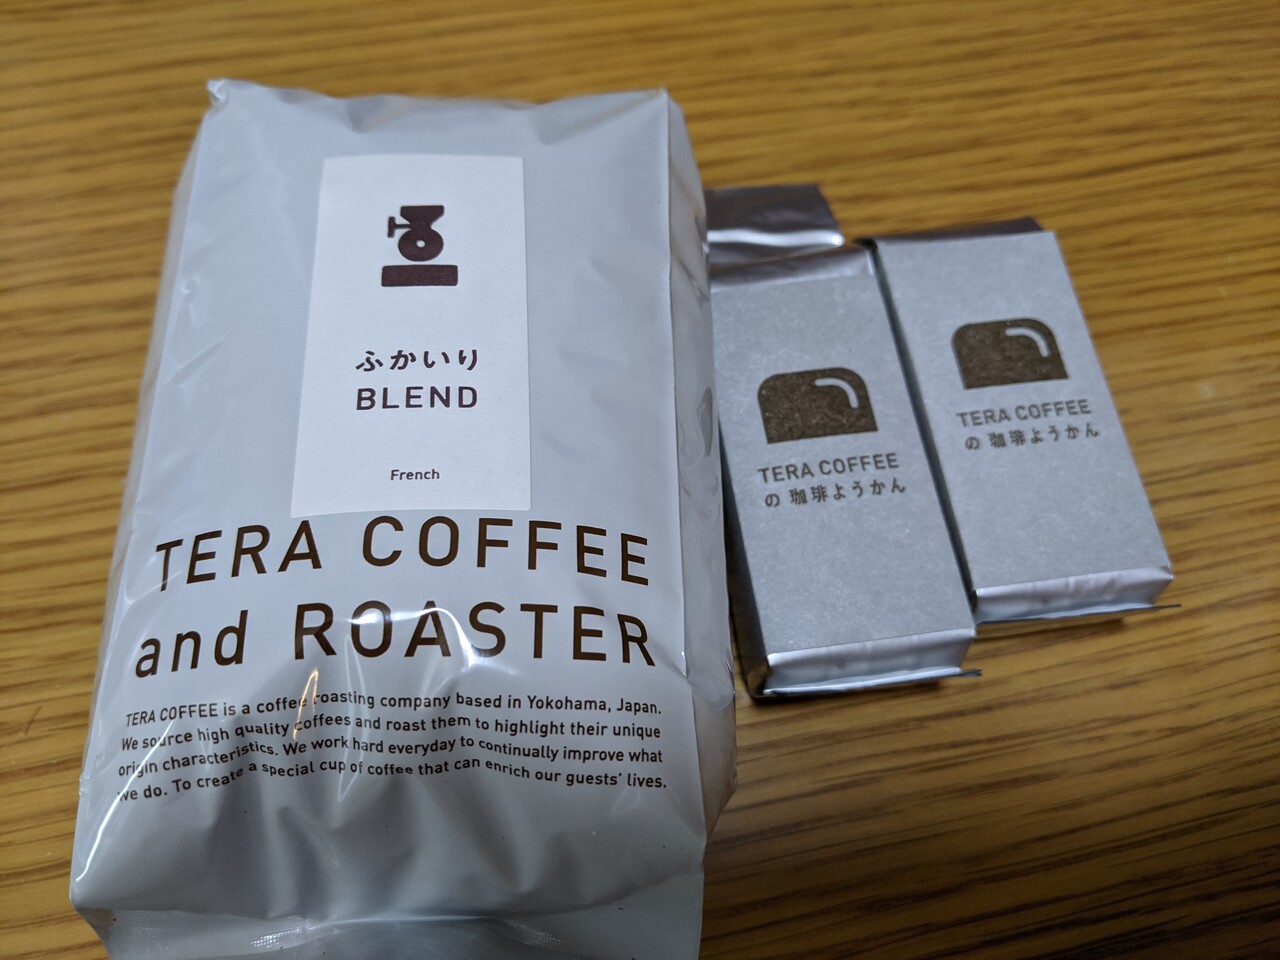 ふかいり
BLEND
French
TERA COFFEE
and ROASTER
TERA COFFEE is a coffee roasting company based in Yokohama, Japan.
We source high quality coffees and roast them to highlight their unique
origin characteristics. We work hard everyday to continually improve what
we do. To create a special cup of coffee that can enrich our guests' lives.
TERA COFFEE
の 珈琲ようかん
TERA COFFEE
の 珈琲ようかん